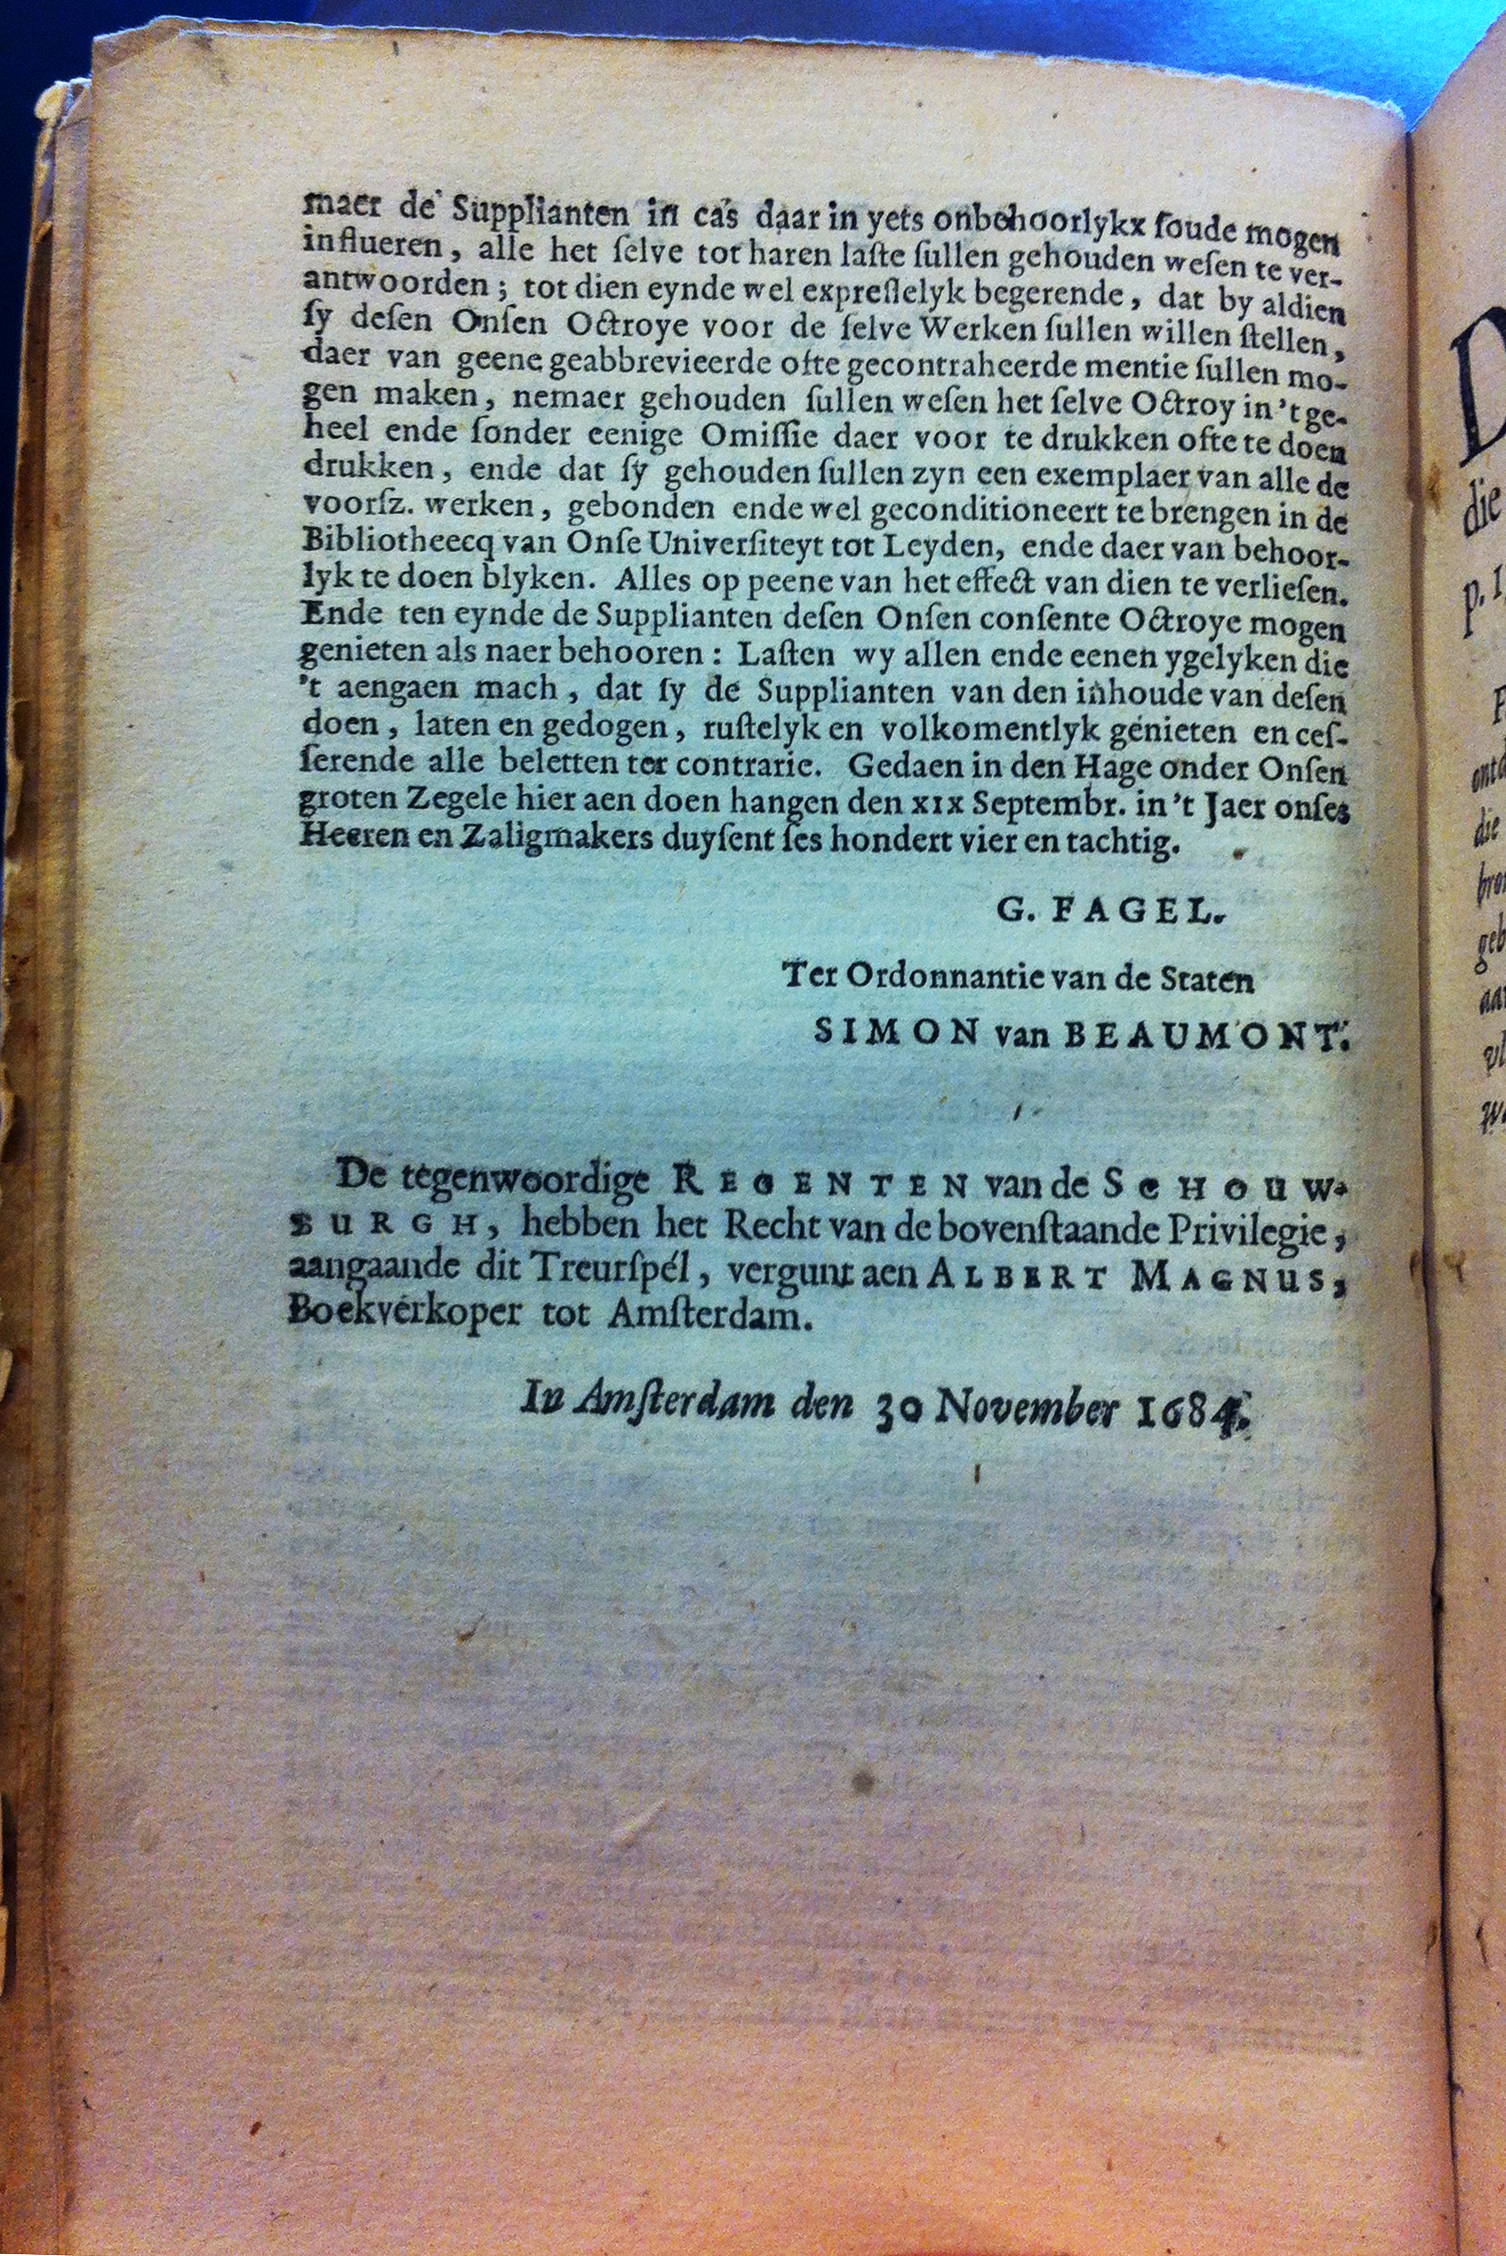 maer de Supplianten in cas daar in yets onbehoorlykx ſoude mogen
influeren, alle het ſelve tot haren laſte ſullen gehouden weſen te ver-
antwoorden; tot dien eynde wel expreſſelyk begerende, dat by aldien
ſy deſen Onſen Octroye voor de ſelve Werken ſullen willen ſtellen,
daer van geene geabbrevieerde ofte gecontraheerde mentie ſullen mo-
gen maken, nemaer gehouden ſullen weſen het ſelve Octroy in 't ge-
heel ende ſonder eenige Omiſſie daer voor te drukken ofte te doen
drukken, ende dat ſy gehouden ſullen zyn een exemplaer van alle de
voorſz. werken, gebonden ende wel geconditioneert te brengen in de
Bibliotheecq van Onſe Univerſiteyt tot Leyden, ende daer van behoor-
lyk te doen blyken. Alles op peene van het effect van dien te verlieſen.
Ende ten eynde de Supplianten deſen Onſen conſente Octroye mogen
genieten als naer behooren: Laſten wy allen ende eenen ygelyken die
't aengaen mach, dat ſy de Supplianten van den inhoude van deſen
doen, laten en gedogen, ruſtelyk en volkomentlyk genieten en ceſ-
ſerende alle beletten ter contrarie. Gedaen in den Hage onder Onſen
groten Zegele hier aen doen hangen den XIX Septembr. in 't Jaer onſes
Heeren en Zaligmakers duyſent ſes hondert vier en tachtig.
G. FAGEL.
Ter Ordonnantie van de Staten
SIMON van BEAUMONT.
De tegenwoordige REGENTEN van de SCHOUW-
BURGH, hebben het Recht van de bovenſtaande Privilegie,
aangaande dit Treurſpél, vergunt aen ALBERT MAGNUS,
Boekvérkoper tot Amſterdam.
In Amſterdam den 30 November 1684.
die
p.
die